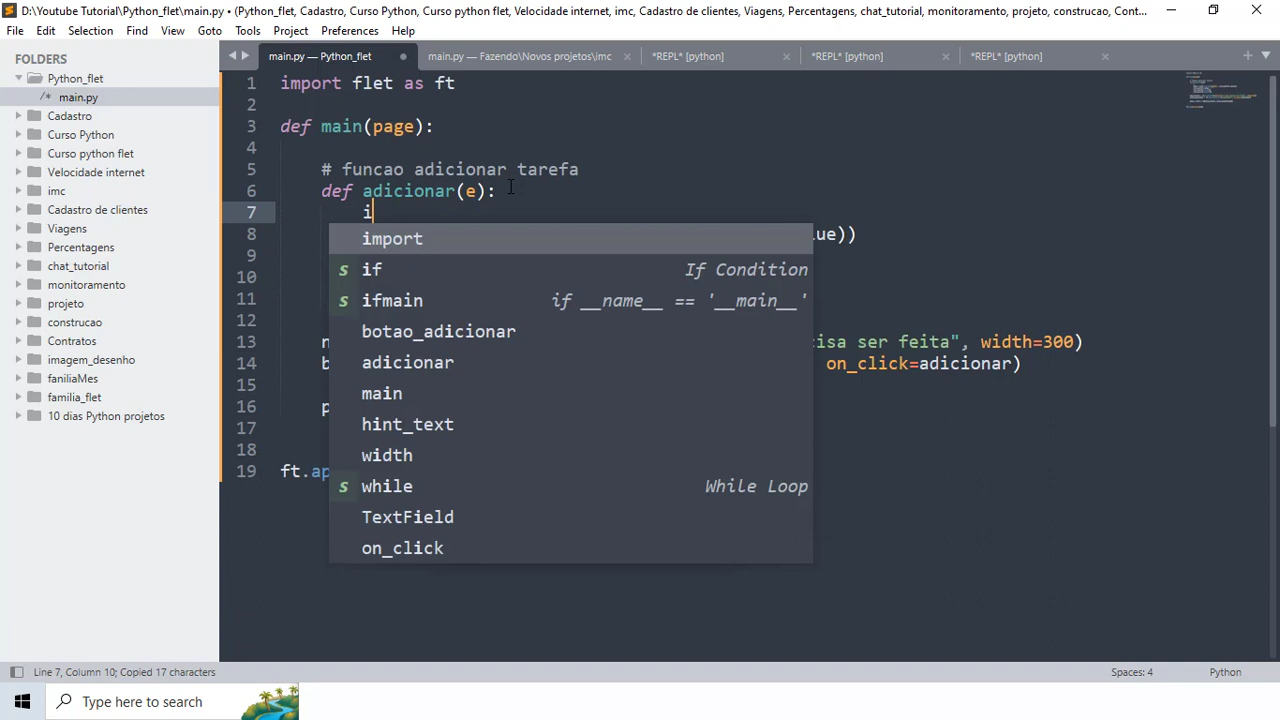 D:\Youtube Tutorial\Python_flet\main.py • (Python_flet, Cadastro, Curso Python, Curso python flet, Velocidade internet, imc, Cadastro de clientes, Viagens, Percentagens, chat_tutorial, monitoramento, projeto, construcao, Cont...
File Edit Selection Find View Goto Tools Project Preferences Help
FOLDERS
Python_flet
/* main.py
Cadastro
Curso Python
Curso python flet
Velocidade internet
imc
Cadastro de clientes
Viagens
Percentagens
chat_tutorial
monitoramento
projeto
construcao
Contratos
imagem_desenho
faniliaMes
familia_flet
10 dias Python projetos
main.py — Python_flet
main.py — Fazendo\Novos projetos\imc
*REPL* [python]
*REPL* [python]
*REPL* [python]
1 import flet as ft
2
3 def main(page):
4
5 # funcao adicionar tarefa
6 def adicionar(e):
7 i
8 lue))
9
10
11
12
13 n cisa ser feita", width=300)
14 b on_click=adicionar)
15
16 p
17
18
19 ft.ap
import
s if If Condition
s ifmain if __name__ == '__main__'
botao_adicionar
adicionar
main
hint_text
width
s while While Loop
TextField
on_click
Line 7, Column 10; Copied 17 characters
Spaces: 4
Python
Type here to search